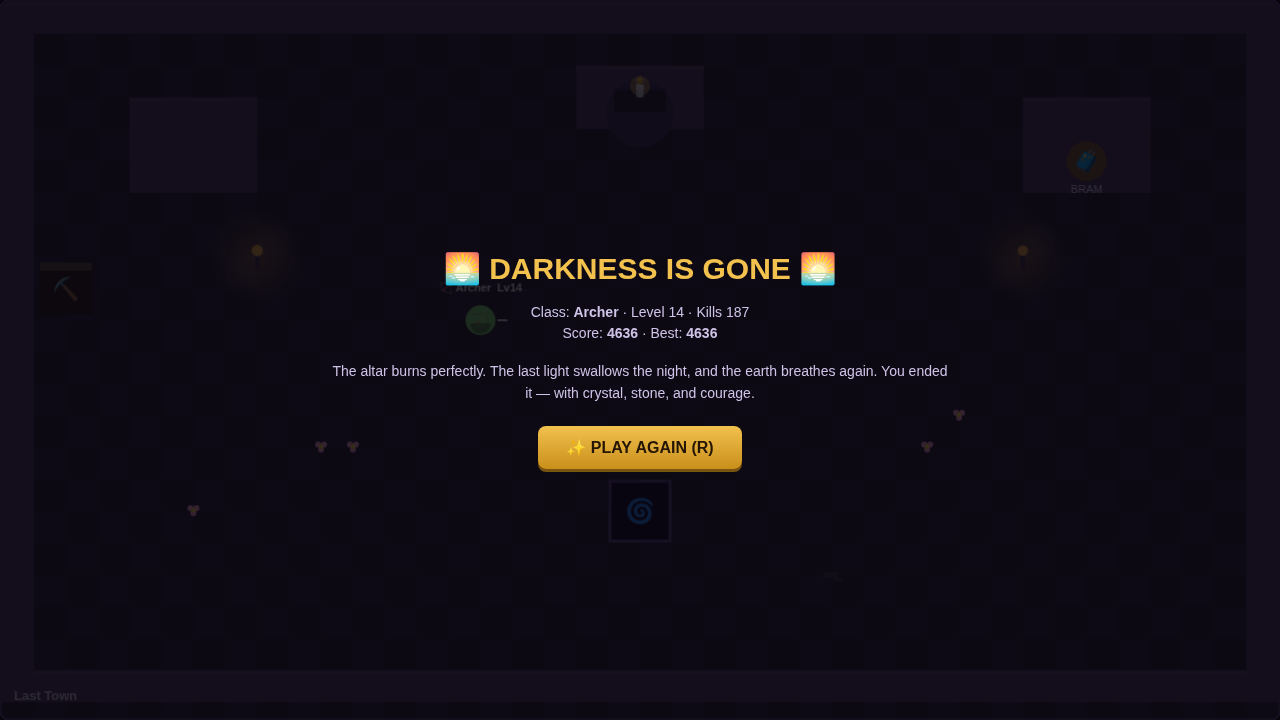 BRAM
DARKNESS IS GONE
Archer Lv14
Class: Archer · Level 14 · Kills 187
Score: 4636 · Best: 4636
The altar burns perfectly. The last light swallows the night, and the earth breathes again. You ended
it — with crystal, stone, and courage.
✨ PLAY AGAIN (R)
Last Town